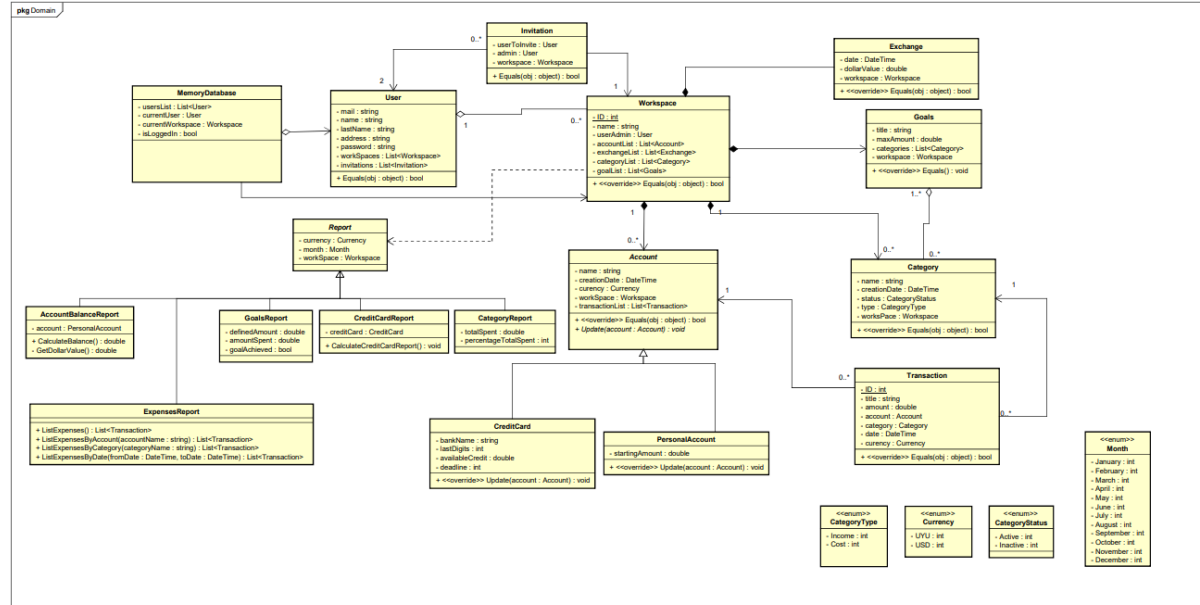 pkg Domain
Invitation
- userToInvite : User
- admin : User
- workspace : Workspace
+ Equals(obj : object) : bool
0..*
2
1
Exchange
- date : DateTime
- dollarValue : double
- workspace : Workspace
+ <<override>> Equals(obj : object) : bool
MemoryDatabase
- usersList : List<User>
- currentUser : User
- currentWorkspace : Workspace
- isLoggedIn : bool
User
- mail : string
- name : string
- lastName : string
- address : string
- password : string
- workSpaces : List<Workspace>
- invitations : List<Invitation>
+ Equals(obj : object) : bool
1
0..*
Workspace
- ID : int
- name : string
- userAdmin : User
- accountList : List<Account>
- exchangeList : List<Exchange>
- categoryList : List<Category>
- goalList : List<Goals>
+ <<override>> Equals(obj : object) : bool
1
1
Goals
- title : string
- maxAmount : double
- categories : List<Category>
- workspace : Workspace
+ <<override>> Equals() : void
1..*
0..*
Report
- currency : Currency
- month : Month
- workSpace : Workspace
0..*
Account
- name : string
- creationDate : DateTime
- curency : Currency
- workSpace : Workspace
- transactionList : List<Transaction>
+ <<override>> Equals(obj : object) : bool
+ Update(account : Account) : void
1
0..*
Category
- name : string
- creationDate : DateTime
- status : CategoryStatus
- type : CategoryType
- worksPace : Workspace
+ <<override>> Equals(obj : object) : bool
1
AccountBalanceReport
- account : PersonalAccount
+ CalculateBalance() : double
- GetDollarValue() : double
GoalsReport
- definedAmount : double
- amountSpent : double
- goalAchieved : bool
CreditCardReport
- creditCard : CreditCard
+ CalculateCreditCardReport() : void
CategoryReport
- totalSpent : double
- percentageTotalSpent : int
0..*
Transaction
- ID : int
- title : string
- amount : double
- account : Account
- category : Category
- date : DateTime
- curency : Currency
+ <<override>> Equals(obj : object) : bool
0..*
ExpensesReport
+ ListExpenses() : List<Transaction>
+ ListExpensesByAccount(accountName : string) : List<Transaction>
+ ListExpensesByCategory(categoryName : string) : List<Transaction>
+ ListExpensesByDate(fromDate : DateTime, toDate : DateTime) : List<Transaction>
CreditCard
- bankName : string
- lastDigits : int
- availableCredit : double
- deadline : int
+ <<override>> Update(account : Account) : void
PersonalAccount
- startingAmount : double
+ <<override>> Update(account : Account) : void
<<enum>>
Month
- January : int
- February : int
- March : int
- April : int
- May : int
- June : int
- July : int
- August : int
- September : int
- October : int
- November : int
- December : int
<<enum>>
CategoryType
- Income : int
- Cost : int
<<enum>>
Currency
- UYU : int
- USD : int
<<enum>>
CategoryStatus
- Active : int
- Inactive : int